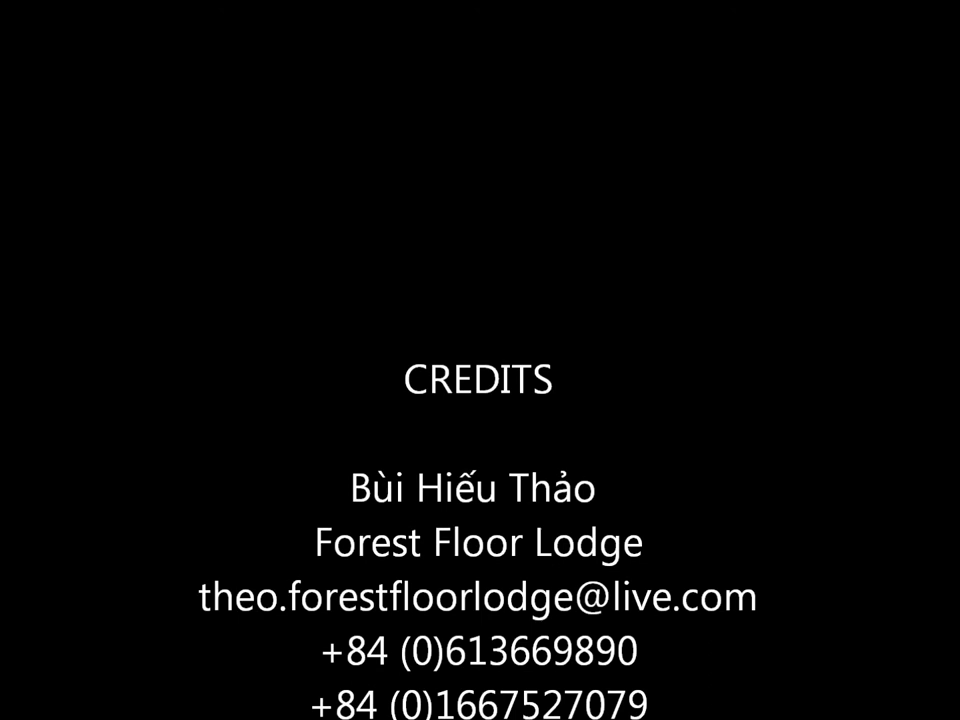 CREDITS
Bùi Hiếu Thảo
Forest Floor Lodge
theo.forestfloorlodge@live.com
+84 (0)613669890
+84 (0)1667527079